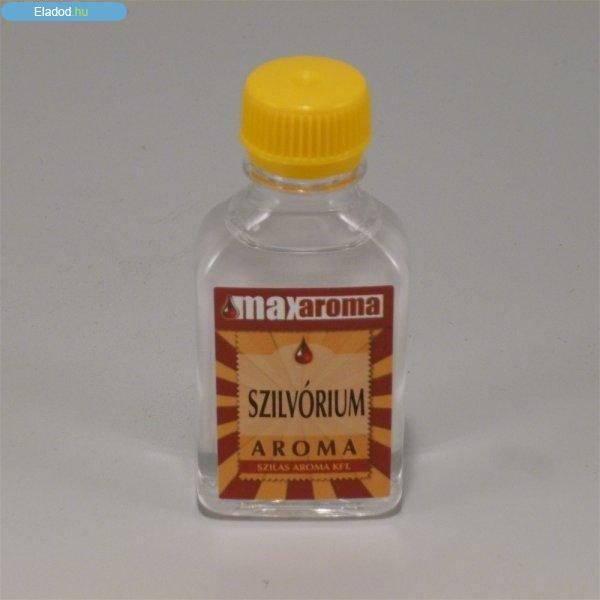 Eladod.hu
maxaroma
SZILVÓRIUM
AROMA
SZILAS AROMA KFT.